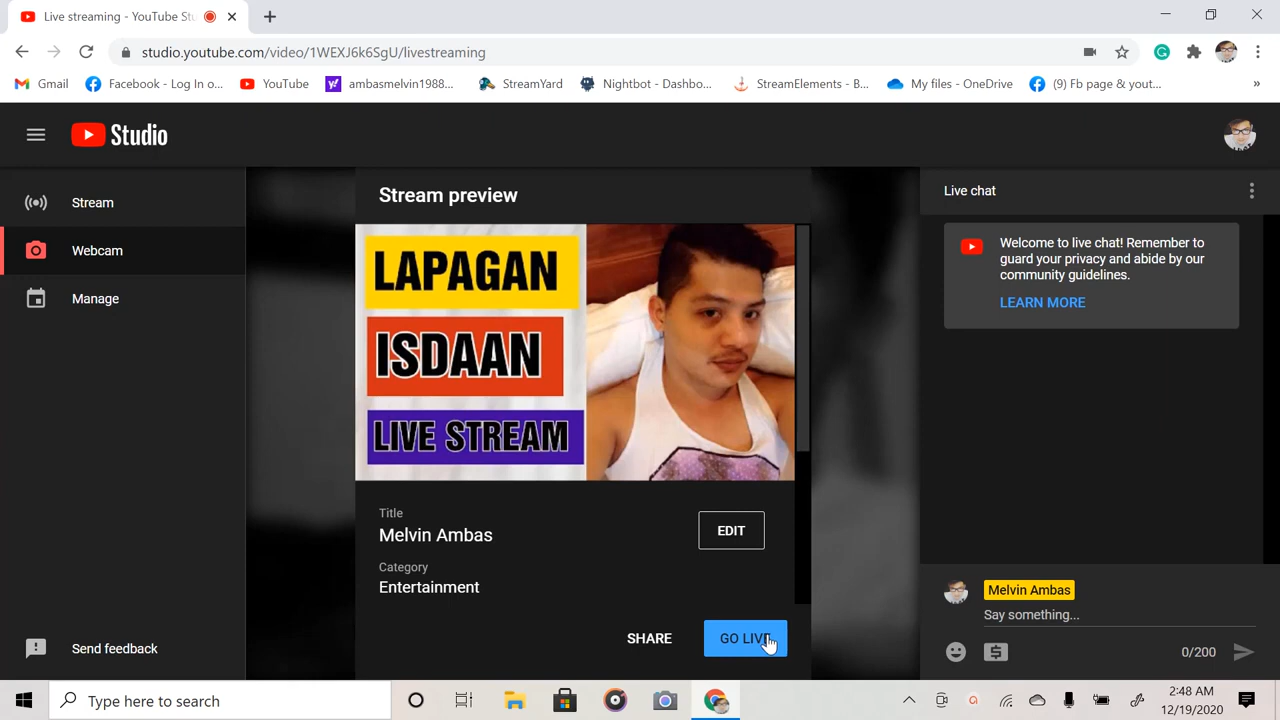 Live streaming - YouTube Stu
studio.youtube.com/video/1WEXJ6k6SgU/livestreaming
Gmail
Facebook - Log In o...
YouTube
ambasmelvin1988...
StreamYard
Nightbot - Dashbo...
StreamElements - B...
My files - OneDrive
(9) Fb page & yout...
»
Studio
Stream
Webcam
Manage
Send feedback
Stream preview
LAPAGAN
ISDAAN
LIVE STREAM
Title
Melvin Ambas
EDIT
Category
Entertainment
SHARE
GO LIVE
Live chat
Welcome to live chat! Remember to
guard your privacy and abide by our
community guidelines.
LEARN MORE
Melvin Ambas
Say something...
0/200
Type here to search
2:48 AM
12/19/2020